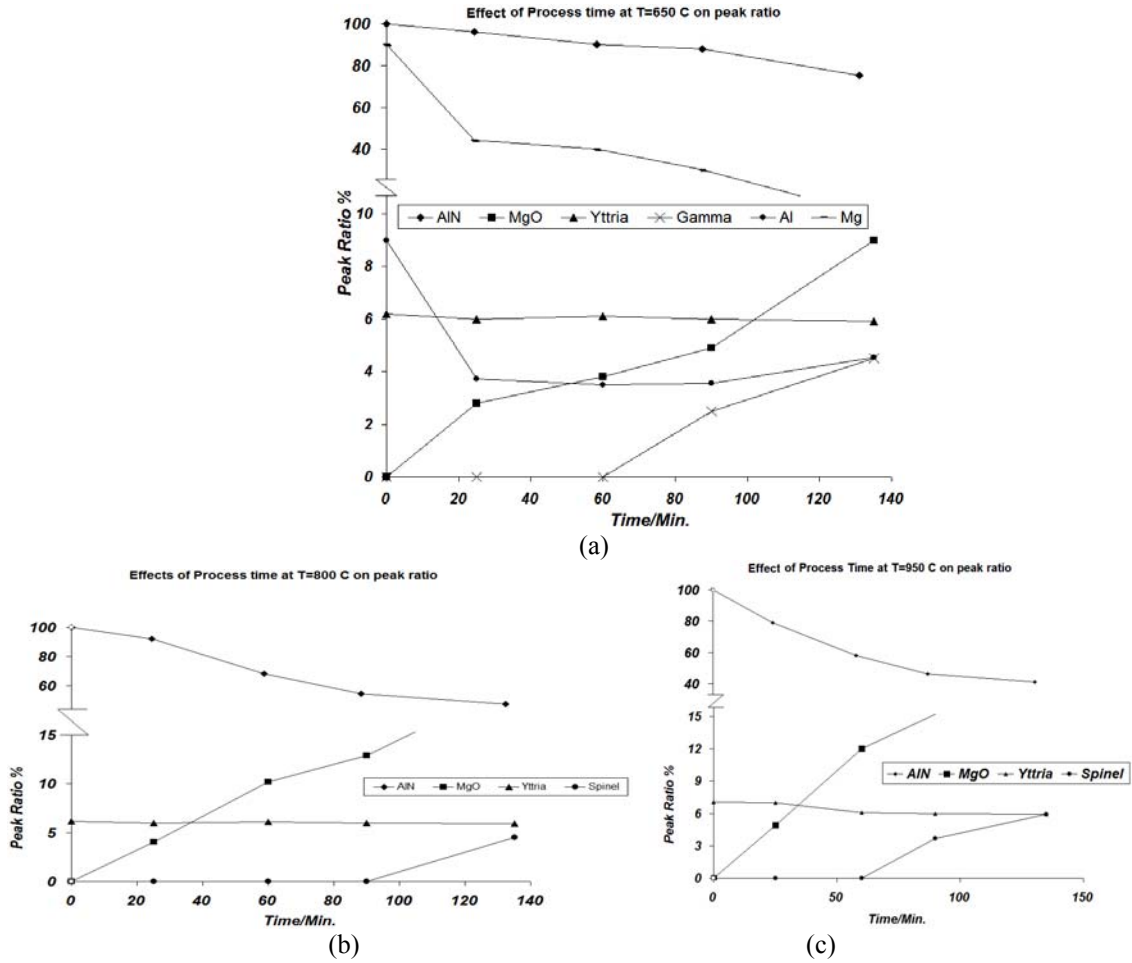 Effect of Process time at T=650 C on peak ratio
100
80
60
40
Peak Ratio %
AlN MgO Yttria Gamma Al Mg
10
8
6
4
2
0
0 20 40 60 80 100 120 140
Time/Min.
(a)
Effects of Process time at T=800 C on peak ratio
100
80
60
15
10
5
0
Peak Ratio %
AlN MgO Yttria Spinel
0 20 40 60 80 100 120 140
Time/Min.
(b)
Effect of Process Time at T=950 C on peak ratio
100
80
60
40
15
12
9
6
3
0
Peak Ratio %
AlN MgO Yttria Spinel
0 50 100 150
Time/Min.
(c)